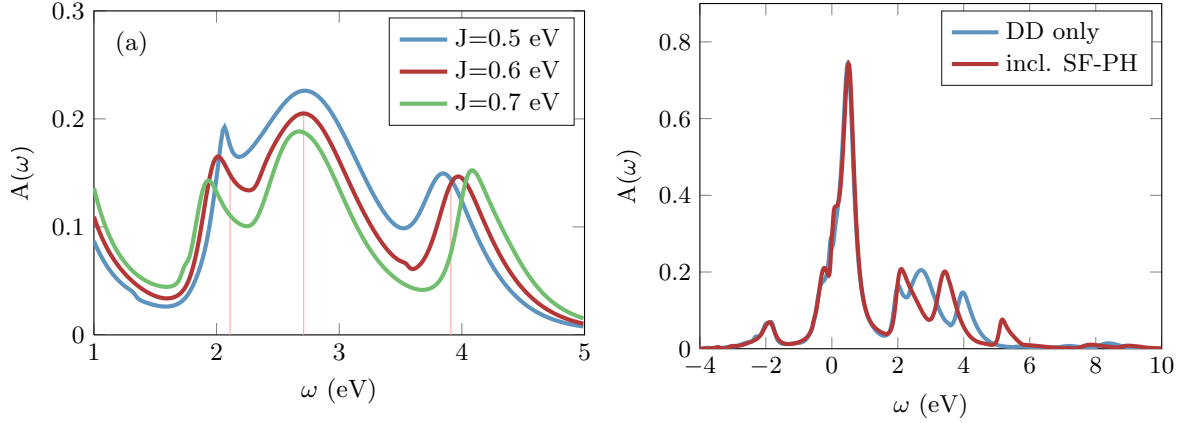 (a)
J=0.5 eV
J=0.6 eV
J=0.7 eV
A(ω)
0.3
0.2
0.1
0
1 2 3 4 5
ω (eV)
DD only
incl. SF-PH
A(ω)
0.8
0.6
0.4
0.2
0
−4 −2 0 2 4 6 8 10
ω (eV)